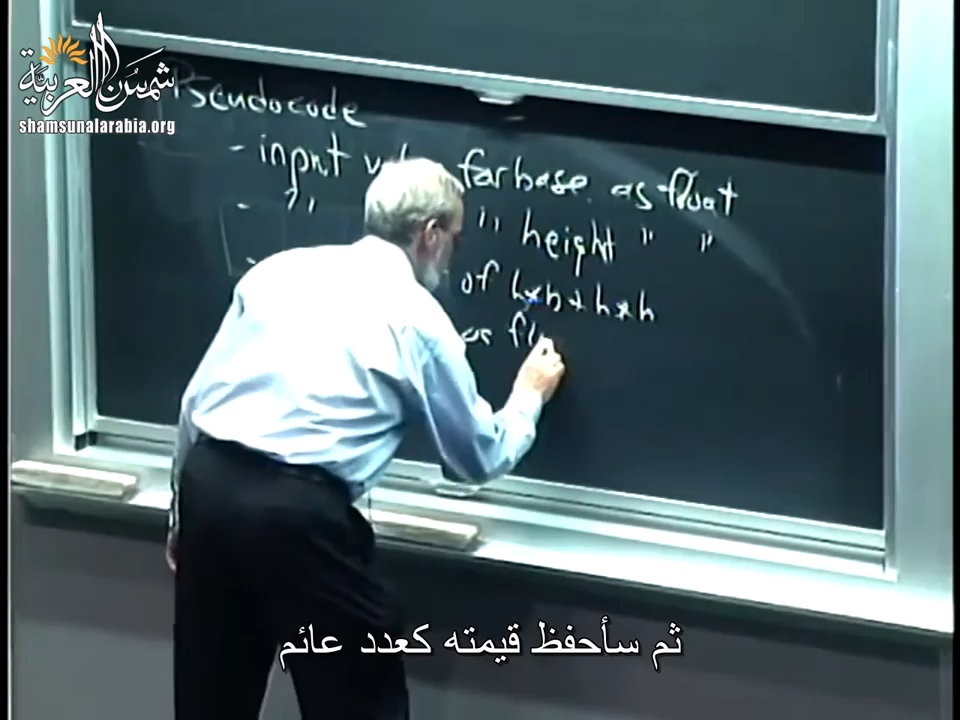 شمس العربية
shamsunalarabia.org
Pseudocode
- input for base as float
- " " height " "
- of b*b + h*h
as fl
ثم سأحفظ قيمته كعدد عائم